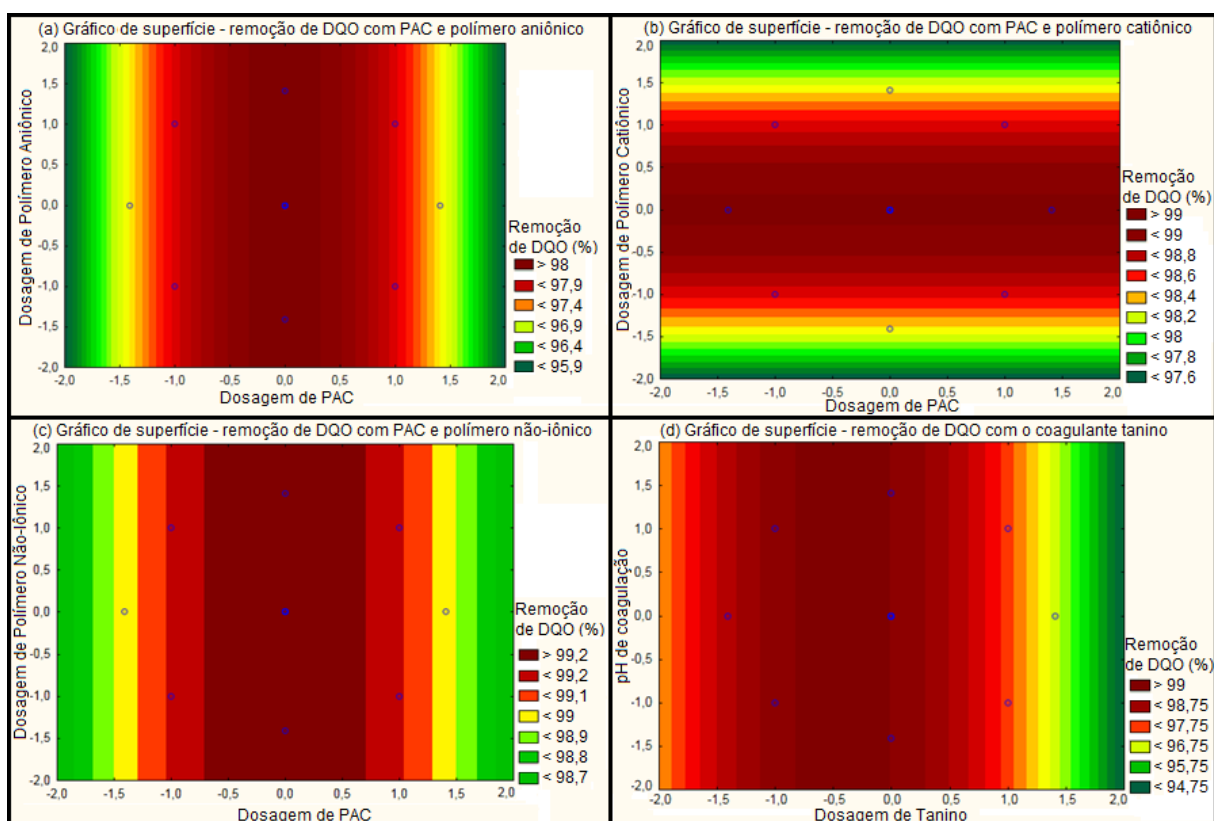 (a) Gráfico de superfície - remoção de DQO com PAC e polímero aniônico
Dosagem de Polímero Aniônico
2,0
1,5
1,0
0,5
0,0
-0,5
-1,0
-1,5
-2,0
-2,0 -1,5 -1,0 -0,5 0,0 0,5 1,0 1,5 2,0
Dosagem de PAC
Remoção
de DQO (%)
> 98
< 97,9
< 97,4
< 96,9
< 96,4
< 95,9
(b) Gráfico de superfície - remoção de DQO com PAC e polímero catiônico
Dosagem de Polímero Catiônico
2,0
1,5
1,0
0,5
0,0
-0,5
-1,0
-1,5
-2,0
-2,0 -1,5 -1,0 -0,5 0,0 0,5 1,0 1,5 2,0
Dosagem de PAC
Remoção
de DQO (%)
> 99
< 99
< 98,8
< 98,6
< 98,4
< 98,2
< 98
< 97,8
< 97,6
(c) Gráfico de superfície - remoção de DQO com PAC e polímero não-iônico
Dosagem de Polímero Não-Iônico
2,0
1,5
1,0
0,5
0,0
-0,5
-1,0
-1,5
-2,0
-2,0 -1,5 -1,0 -0,5 0,0 0,5 1,0 1,5 2,0
Dosagem de PAC
Remoção
de DQO (%)
> 99,2
< 99,2
< 99,1
< 99
< 98,9
< 98,8
< 98,7
(d) Gráfico de superfície - remoção de DQO com o coagulante tanino
pH de coagulação
2,0
1,5
1,0
0,5
0,0
-0,5
-1,0
-1,5
-2,0
-2,0 -1,5 -1,0 -0,5 0,0 0,5 1,0 1,5 2,0
Dosagem de Tanino
Remoção
de DQO (%)
> 99
< 98,75
< 97,75
< 96,75
< 95,75
< 94,75